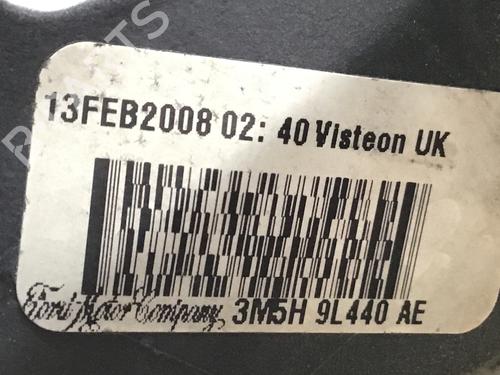 13FEB2008 02: 40 Visteon UK
Ford Motor Company 3M5H 9L440 AE